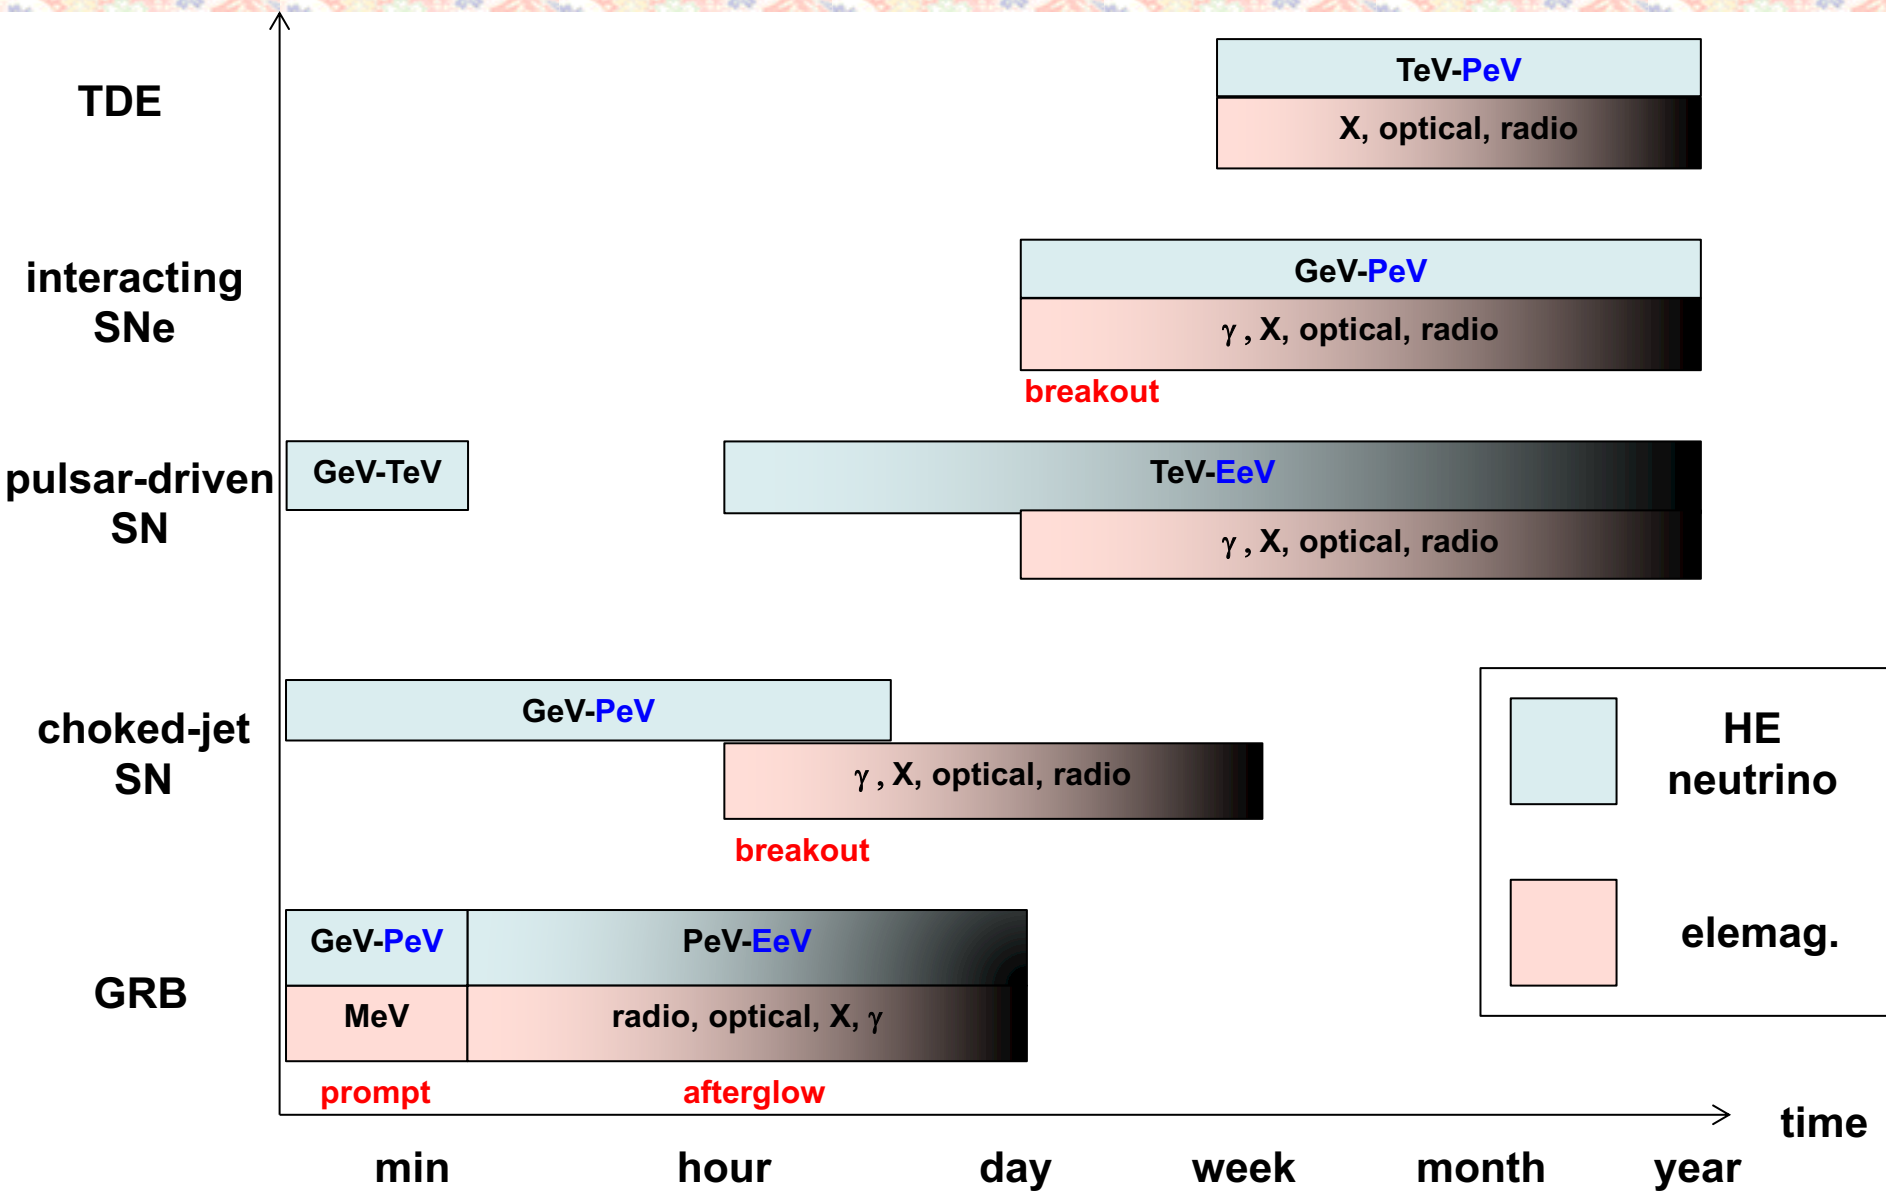 TDE
TeV-PeV
X, optical, radio
interacting
SNe
GeV-PeV
γ, X, optical, radio
breakout
pulsar-driven
SN
GeV-TeV
TeV-EeV
γ, X, optical, radio
choked-jet
SN
GeV-PeV
γ, X, optical, radio
breakout
HE
neutrino
elemag.
GRB
GeV-PeV
PeV-EeV
MeV
radio, optical, X, γ
prompt
afterglow
time
min
hour
day
week
month
year